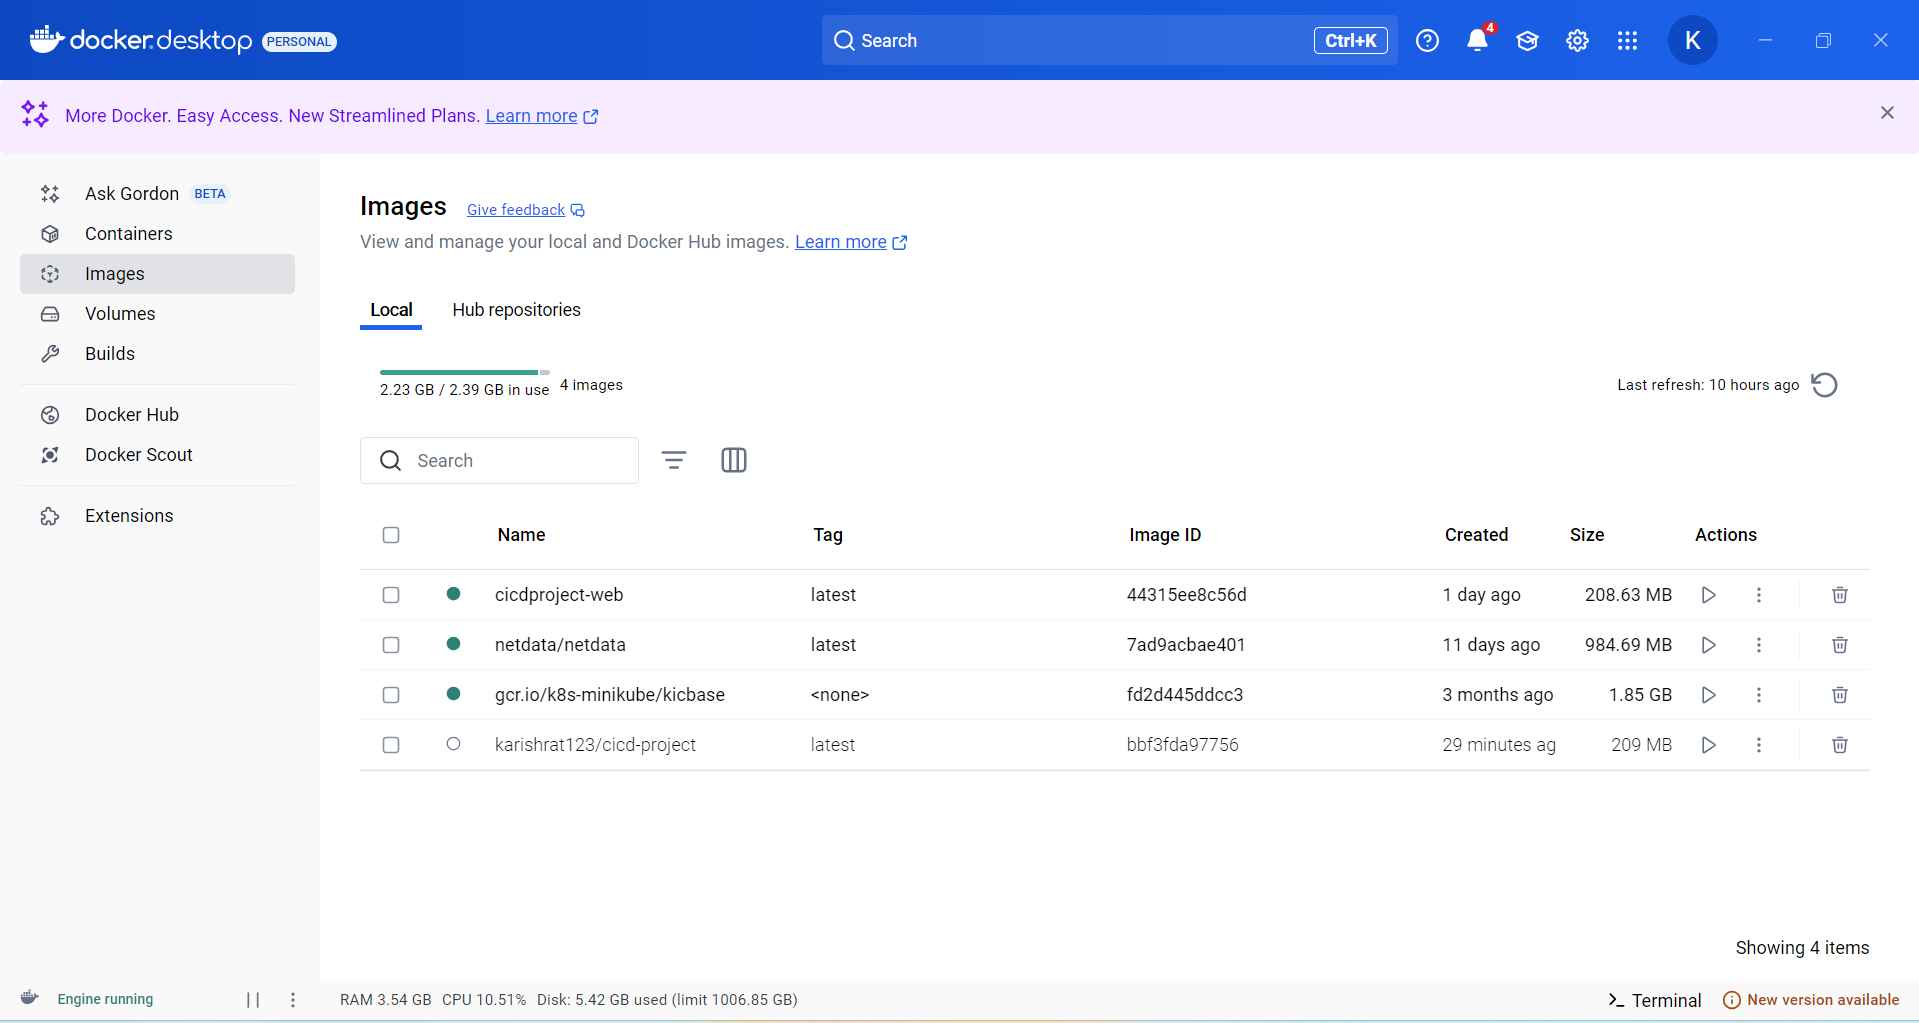 docker.desktop PERSONAL Search Ctrl+K 4 K
More Docker. Easy Access. New Streamlined Plans. Learn more
Ask Gordon BETA
Containers
Images
Volumes
Builds
Docker Hub
Docker Scout
Extensions
Images Give feedback
View and manage your local and Docker Hub images. Learn more
Local Hub repositories
2.23 GB / 2.39 GB in use 4 images Last refresh: 10 hours ago
Search
Name Tag Image ID Created Size Actions
cicdproject-web latest 44315ee8c56d 1 day ago 208.63 MB
netdata/netdata latest 7ad9acbae401 11 days ago 984.69 MB
gcr.io/k8s-minikube/kicbase <none> fd2d445ddcc3 3 months ago 1.85 GB
karishrat123/cicd-project latest bbf3fda97756 29 minutes ag 209 MB
Showing 4 items
Engine running RAM 3.54 GB CPU 10.51% Disk: 5.42 GB used (limit 1006.85 GB) Terminal New version available